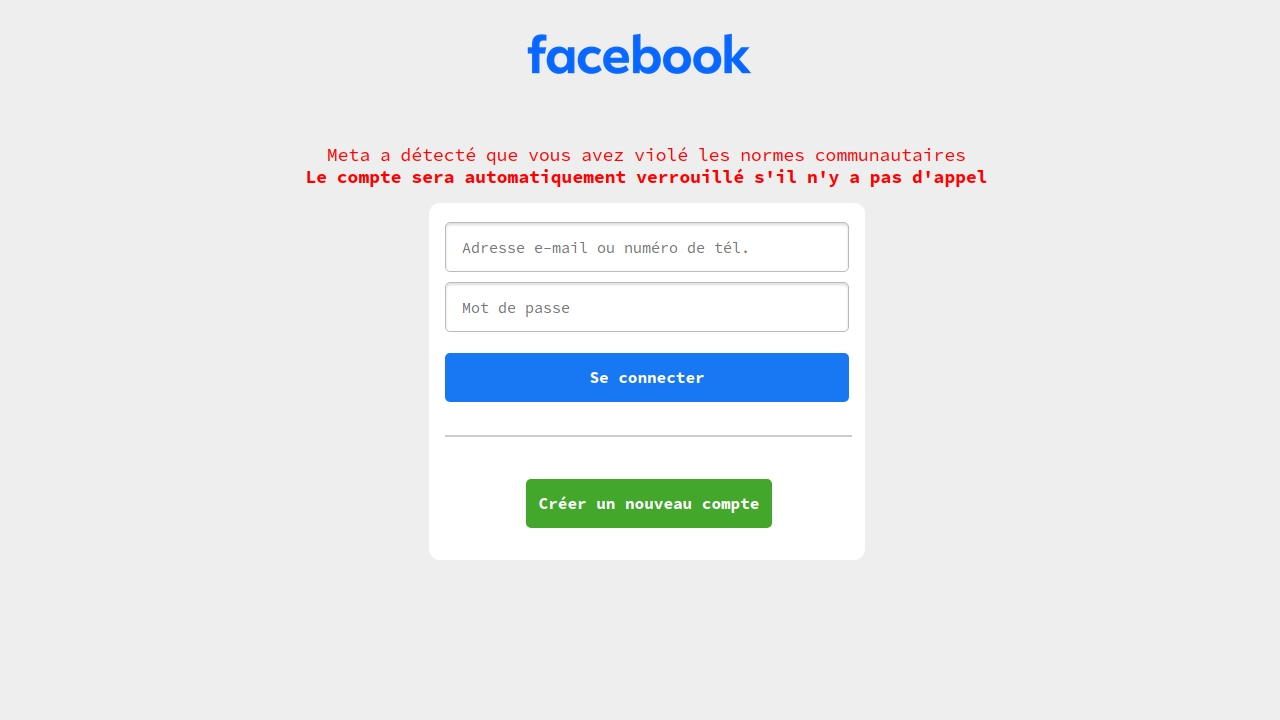 facebook
Meta a détecté que vous avez violé les normes communautaires
Le compte sera automatiquement verrouillé s'il n'y a pas d'appel
Adresse e-mail ou numéro de tél.
Mot de passe
Se connecter
Créer un nouveau compte